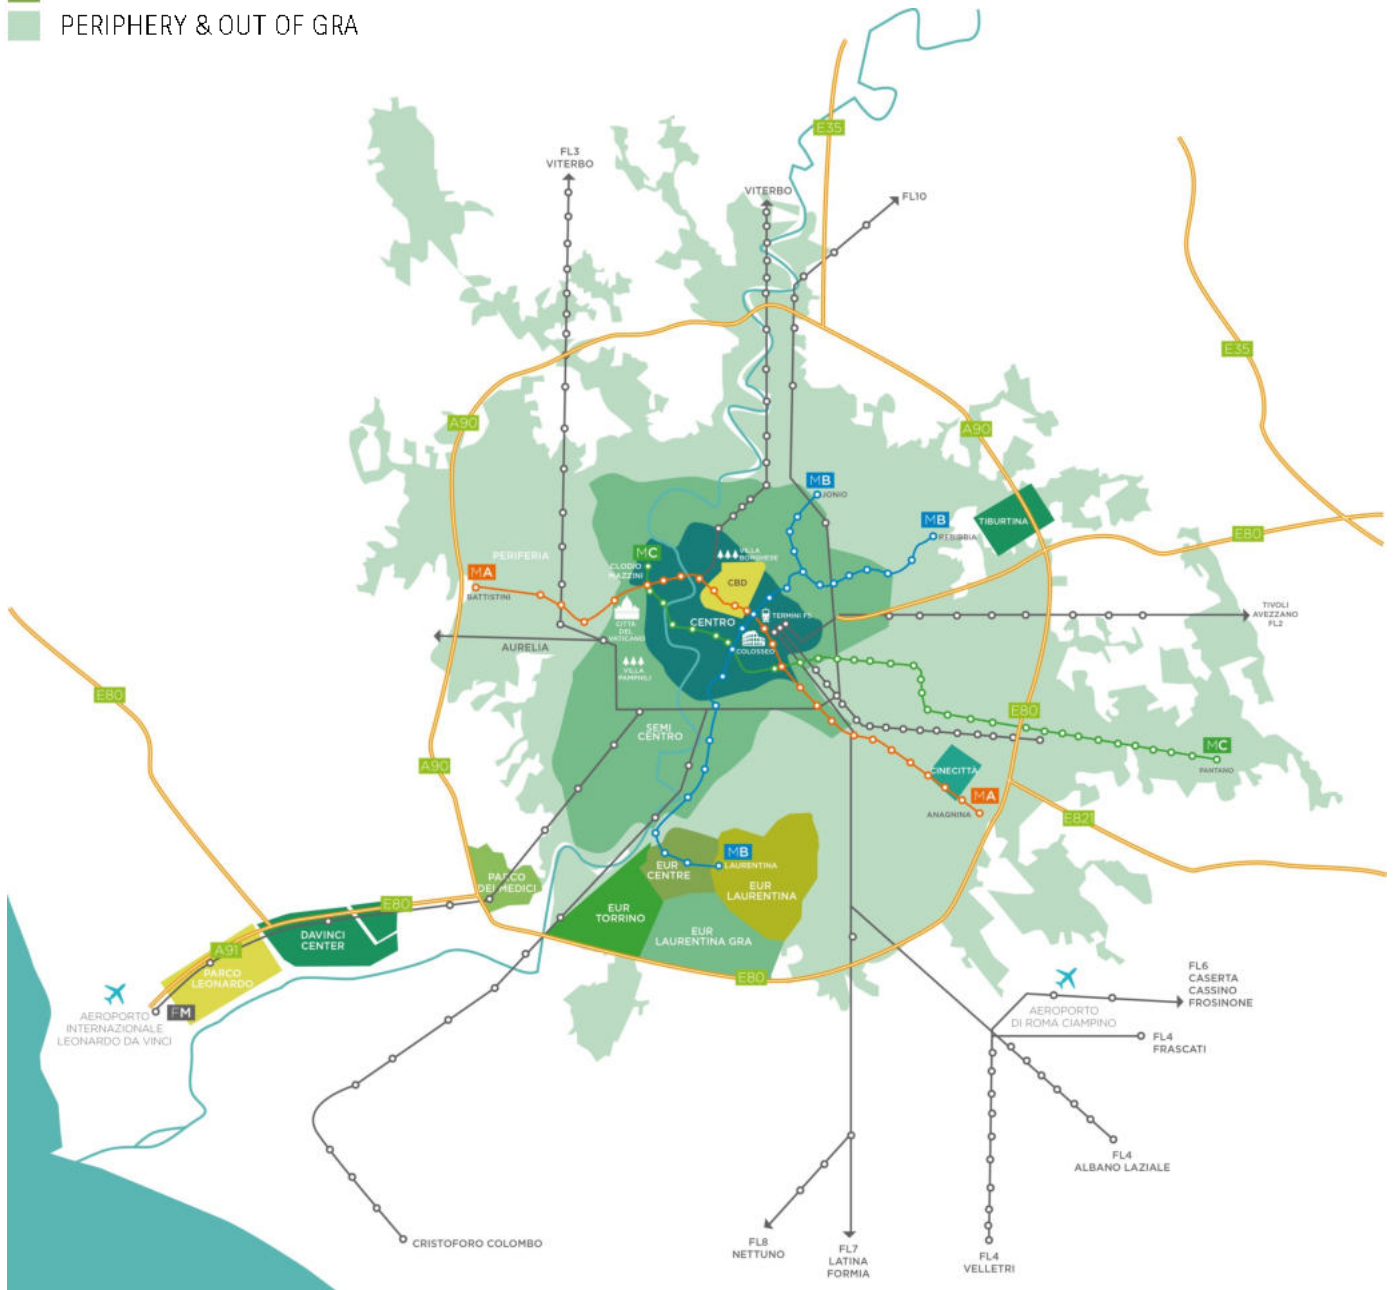 PERIPHERY & OUT OF GRA
E35
FL3
VITERBO
VITERBO
FL10
E35
A90
A90
MB
JONIO
MB
REBIBBIA
TIBURTINA
E80
PERIFERIA
MC
CLODIO
MAZZINI
VILLA
BORGHESE
MA
BATTISTINI
CBD
CENTRO
TERMINI FS
CITTÀ
DEL
VATICANO
COLOSSEO
TIVOLI
AVEZZANO
FL2
AURELIA
VILLA
PAMPHILI
E80
E80
SEMI
CENTRO
MC
PANTANO
A90
CINECITTÀ
MA
ANAGNINA
E821
MB
LAURENTINA
EUR
CENTRE
PARCO
DEI MEDICI
EUR
LAURENTINA
E80
EUR
TORRINO
DAVINCI
CENTER
EUR
LAURENTINA GRA
A91
PARCO
LEONARDO
E80
FM
AEROPORTO
INTERNAZIONALE
LEONARDO DA VINCI
AEROPORTO
DI ROMA CIAMPINO
FL6
CASERTA
CASSINO
FROSINONE
FL4
FRASCATI
FL4
ALBANO LAZIALE
CRISTOFORO COLOMBO
FL8
NETTUNO
FL7
LATINA
FORMIA
FL4
VELLETRI